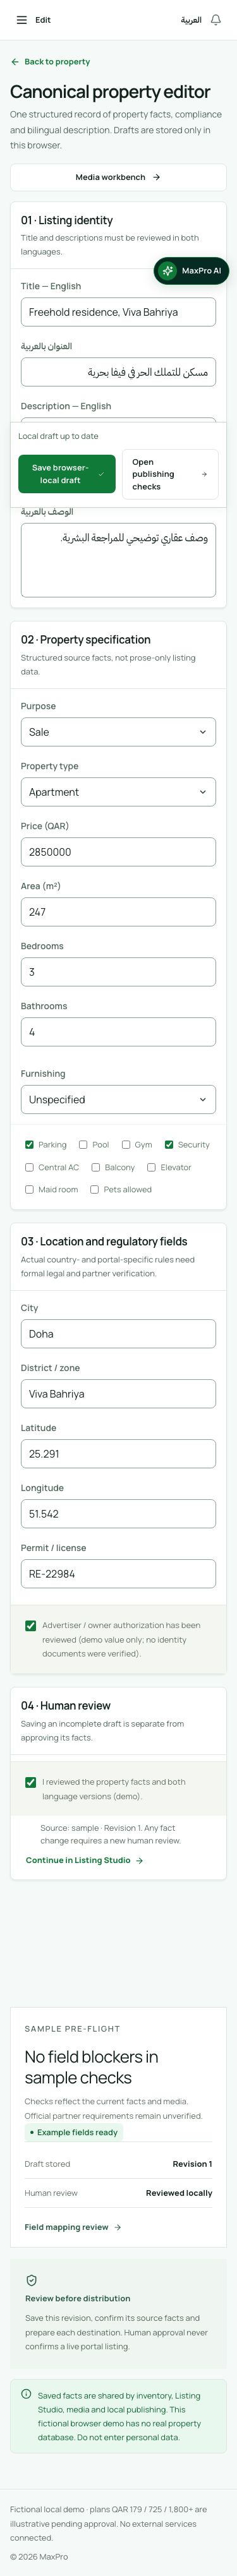 Edit
العربية
Back to property
Canonical property editor
One structured record for portals, compliance
and bilingual description. Drafts are stored only in
this browser.
Media workbench
01 · Listing identity
Title and descriptions must be reviewed in both
languages.
MaxPro AI
Title — English
Freehold residence, Viva Bahriya
العنوان بالعربية
مسكن للتملك الحر في فيفا بحرية
Description — English
Local draft up to date
Save browser-
local draft
Open
publishing
checks
الوصف بالعربية
وصف عقاري توضيحي للمراجعة البشرية.
02 · Property specification
Structured source facts, not prose-only listing
data.
Purpose
Sale
Property type
Apartment
Price (QAR)
2850000
Area (m²)
247
Bedrooms
3
Bathrooms
4
Furnishing
Unspecified
Parking
Pool
Gym
Security
Central AC
Balcony
Elevator
Maid room
Pets allowed
03 · Location and regulatory fields
Actual country- and portal-specific rules need
formal legal and partner verification.
City
Doha
District / zone
Viva Bahriya
Latitude
25.291
Longitude
51.542
Permit / license
RE-22984
Advertiser / owner authorization has been
reviewed (demo value only; no identity
documents were verified).
04 · Human review
Saving an incomplete draft is separate from
approving its facts.
I reviewed the property facts and both
language versions (demo).
Source: sample · Revision 1. Any fact
change requires a new human review.
Continue in Listing Studio
SAMPLE PRE-FLIGHT
No field blockers in
sample checks
Checks reflect the current facts and media.
Official partner requirements remain unverified.
Example fields ready
Draft stored
Revision 1
Human review
Reviewed locally
Field mapping review
Review before distribution
Save this revision, confirm its source facts and
prepare each destination. Human approval never
confirms a live portal listing.
Saved facts are shared by inventory, Listing
Studio, media and local publishing. This
fictional browser demo has no real property
database. Do not enter personal data.
Fictional local demo · plans QAR 179 / 725 / 1,800+ are
illustrative pending approval. No external services
connected.
© 2026 MaxPro